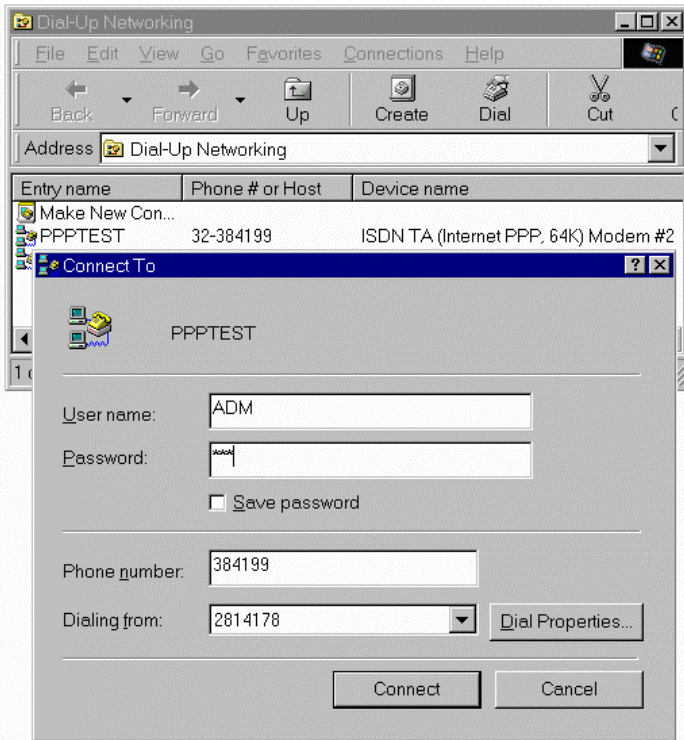 Dial-Up Networking
File Edit View Go Favorites Connections Help
Back Forward Up Create Dial Cut
Address Dial-Up Networking
Entry name Phone # or Host Device name
Make New Con...
PPPTEST 32-384199 ISDN TA (Internet PPP, 64K) Modem #2
Connect To
PPPTEST
1
User name: ADM
Password: ***
Save password
Phone number: 384199
Dialing from: 2814178 Dial Properties...
Connect Cancel